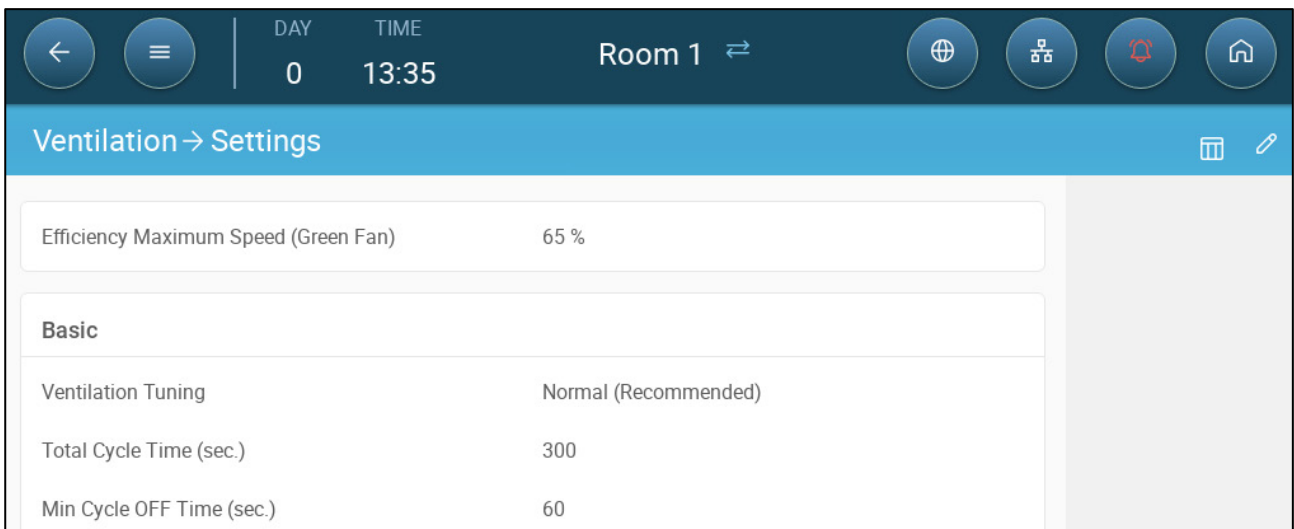 DAY TIME
0 13:35 Room 1
Ventilation → Settings
Efficiency Maximum Speed (Green Fan) 65 %
Basic
Ventilation Tuning Normal (Recommended)
Total Cycle Time (sec.) 300
Min Cycle OFF Time (sec.) 60